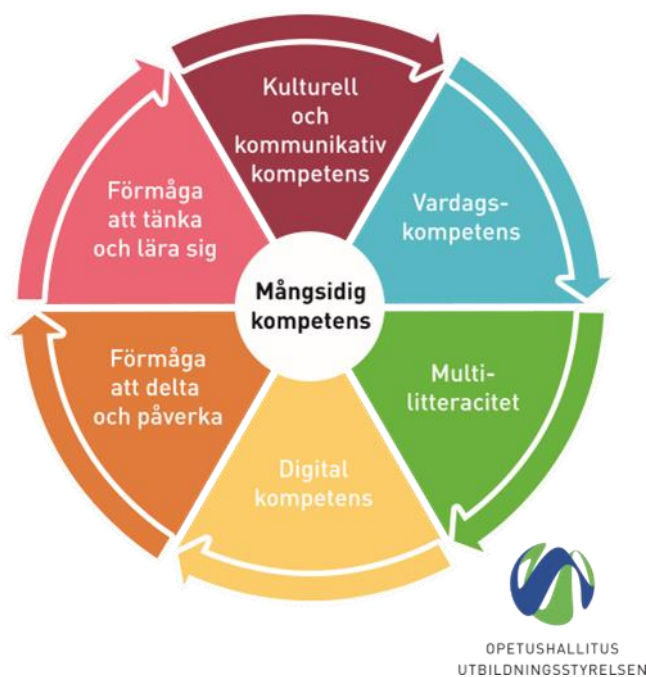 Kulturell
och
kommunikativ
kompetens
Vardags-
kompetens
Multi-
litteracitet
Digital
kompetens
Förmåga
att delta
och påverka
Förmåga
att tänka
och lära sig
Mångsidig
kompetens
OPETUSHALLITUS
UTBILDNINGSSTYRELSEN